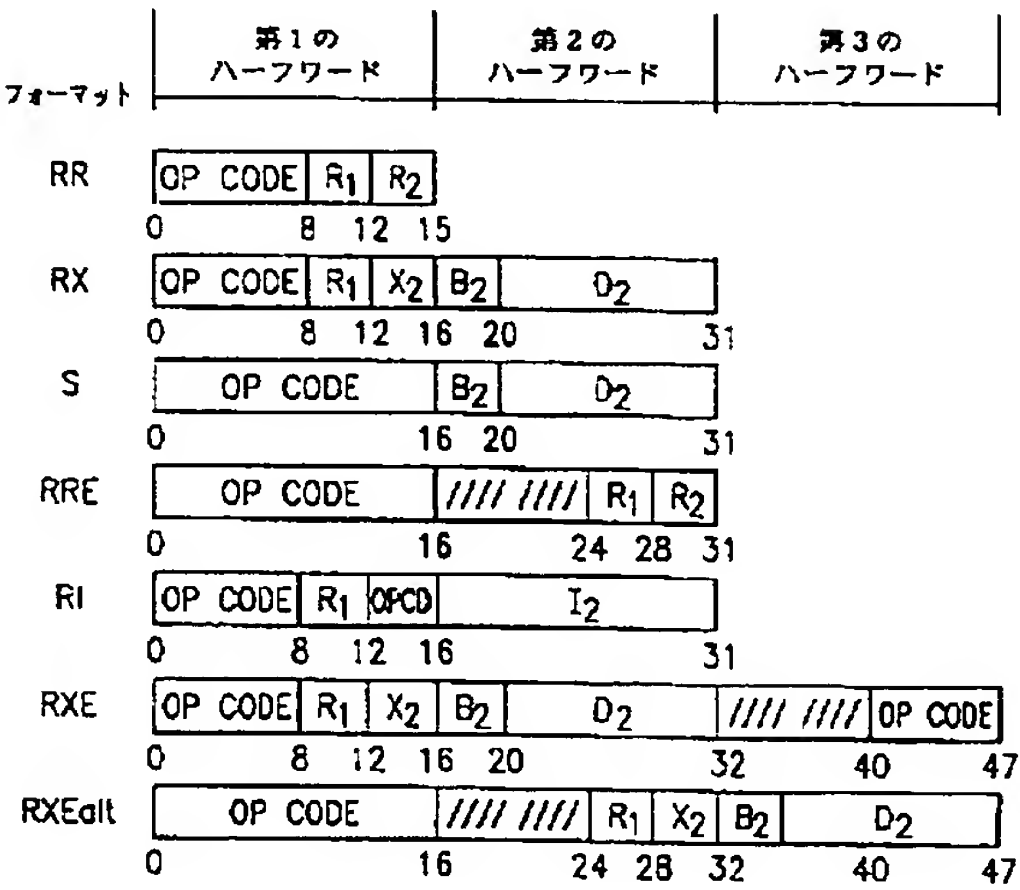 第1の 第2の 第3の
フォーマット ハーフワード ハーフワード ハーフワード
RR OP CODE R1 R2
0 8 12 15
RX OP CODE R1 X2 B2 D2
0 8 12 16 20 31
S OP CODE B2 D2
0 16 20 31
RRE OP CODE //// //// R1 R2
0 16 24 28 31
RI OP CODE R1 OPCD I2
0 8 12 16 31
RXE OP CODE R1 X2 B2 D2 //// //// OP CODE
0 8 12 16 20 32 40 47
RXEalt OP CODE //// //// R1 X2 B2 D2
0 16 24 28 32 40 47